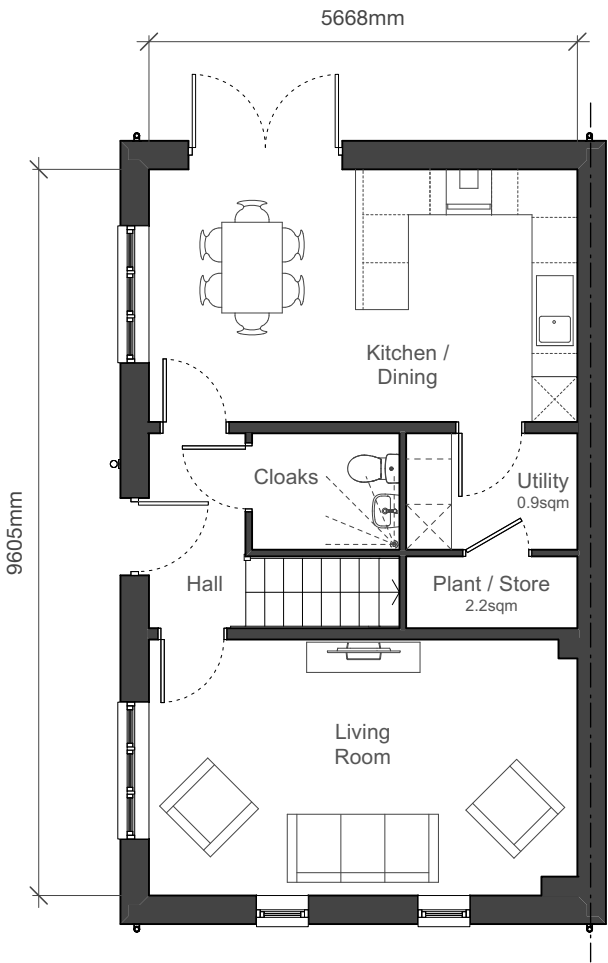 5668mm
9605mm
Kitchen /
Dining
Cloaks
Utility
0.9sqm
Hall
Plant / Store
2.2sqm
Living
Room